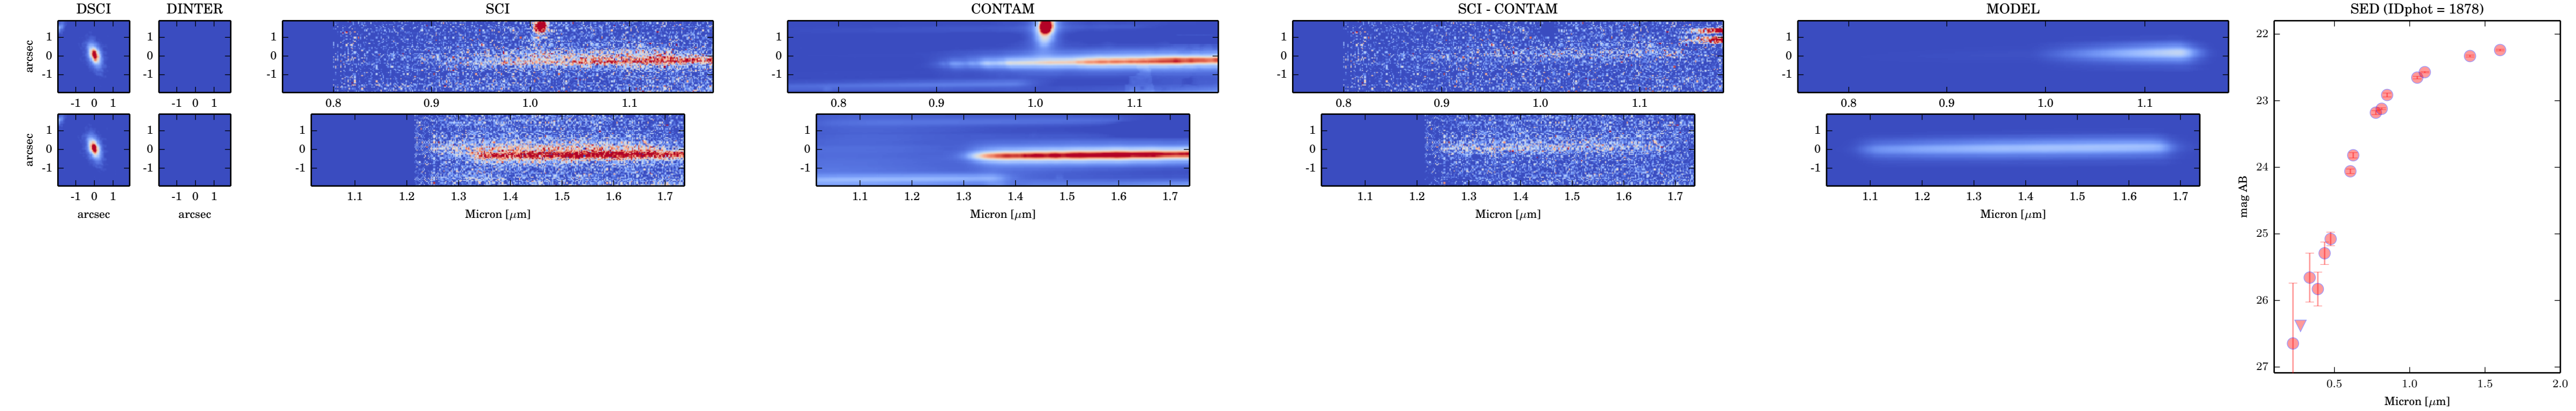 DSCI DINTER SCI CONTAM SCI - CONTAM MODEL SED (IDphot = 1878)
arcsec 1 0 -1 1 0 -1 1 0 -1 1 0 -1 1 0 -1 1 0 -1
-1 0 1 -1 0 1 0.8 0.9 1.0 1.1 0.8 0.9 1.0 1.1 0.8 0.9 1.0 1.1 0.8 0.9 1.0 1.1
arcsec 1 0 -1 1 0 -1 1 0 -1 1 0 -1 1 0 -1 1 0 -1
-1 0 1 -1 0 1 1.1 1.2 1.3 1.4 1.5 1.6 1.7 1.1 1.2 1.3 1.4 1.5 1.6 1.7 1.1 1.2 1.3 1.4 1.5 1.6 1.7 1.1 1.2 1.3 1.4 1.5 1.6 1.7
arcsec arcsec Micron [μm] Micron [μm] Micron [μm] Micron [μm]
mag AB
22
23
24
25
26
27
0.5 1.0 1.5 2.0
Micron [μm]